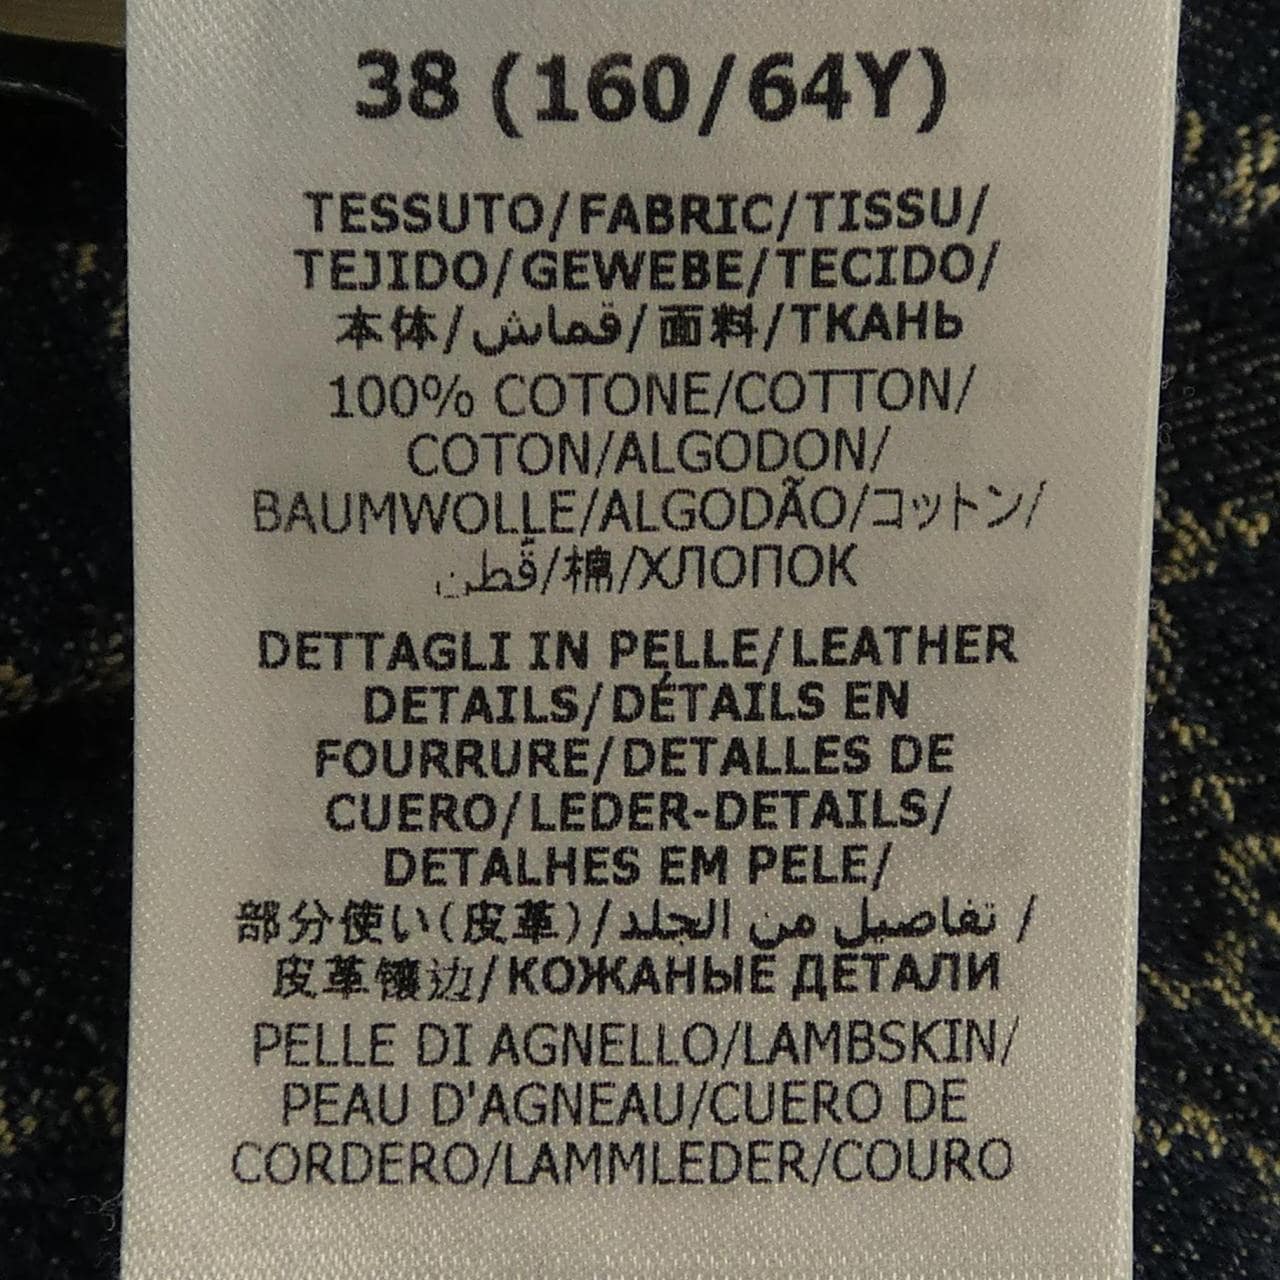 38 (160/64Y)
TESSUTO/FABRIC/TISSU/
TEJIDO/GEWEBE/TECIDO/
本体/قماش/面料/ТКАНЬ
100% COTONE/COTTON/
COTON/ALGODON/
BAUMWOLLE/ALGODÃO/コットン/
قُطن/棉/ХЛОПОК
DETTAGLI IN PELLE/LEATHER
DETAILS/DÉTAILS EN
FOURRURE/DETALLES DE
CUERO/LEDER-DETAILS/
DETALHES EM PELE/
部分使い(皮革)/تفاصيل من الجلد /
皮革镶边/КОЖАНЫЕ ДЕТАЛИ
PELLE DI AGNELLO/LAMBSKIN/
PEAU D'AGNEAU/CUERO DE
CORDERO/LAMMLEDER/COURO